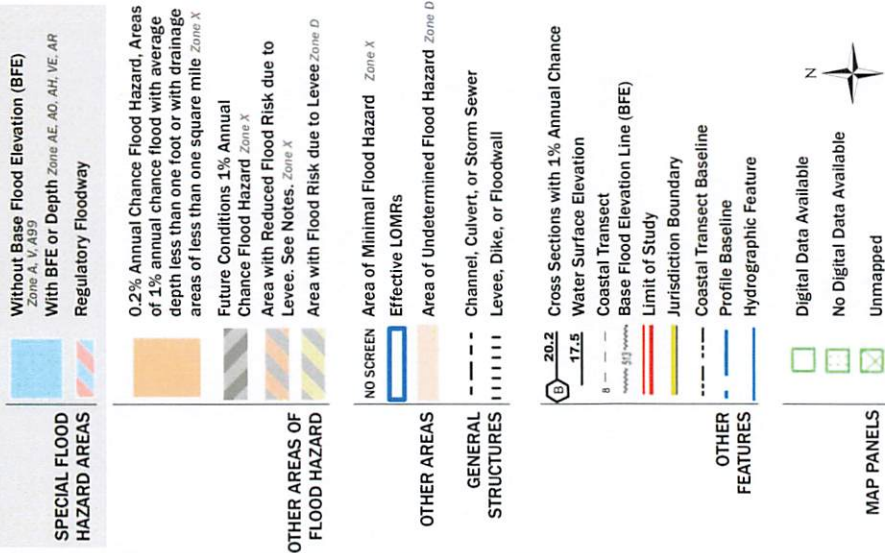 SPECIAL FLOOD
HAZARD AREAS
Without Base Flood Elevation (BFE)
Zone A, V, A99
With BFE or Depth Zone AE, AO, AH, VE, AR
Regulatory Floodway
OTHER AREAS OF
FLOOD HAZARD
0.2% Annual Chance Flood Hazard, Areas
of 1% annual chance flood with average
depth less than one foot or with drainage
areas of less than one square mile Zone X
Future Conditions 1% Annual
Chance Flood Hazard Zone X
Area with Reduced Flood Risk due to
Levee. See Notes. Zone X
Area with Flood Risk due to Levee Zone D
OTHER AREAS
NO SCREEN Area of Minimal Flood Hazard Zone X
Effective LOMRs
Area of Undetermined Flood Hazard Zone D
GENERAL
STRUCTURES
Channel, Culvert, or Storm Sewer
Levee, Dike, or Floodwall
OTHER
FEATURES
B 20.2 Cross Sections with 1% Annual Chance
17.5 Water Surface Elevation
8 Coastal Transect
513 Base Flood Elevation Line (BFE)
Limit of Study
Jurisdiction Boundary
Coastal Transect Baseline
Profile Baseline
Hydrographic Feature
MAP PANELS
Digital Data Available
No Digital Data Available
Unmapped
N